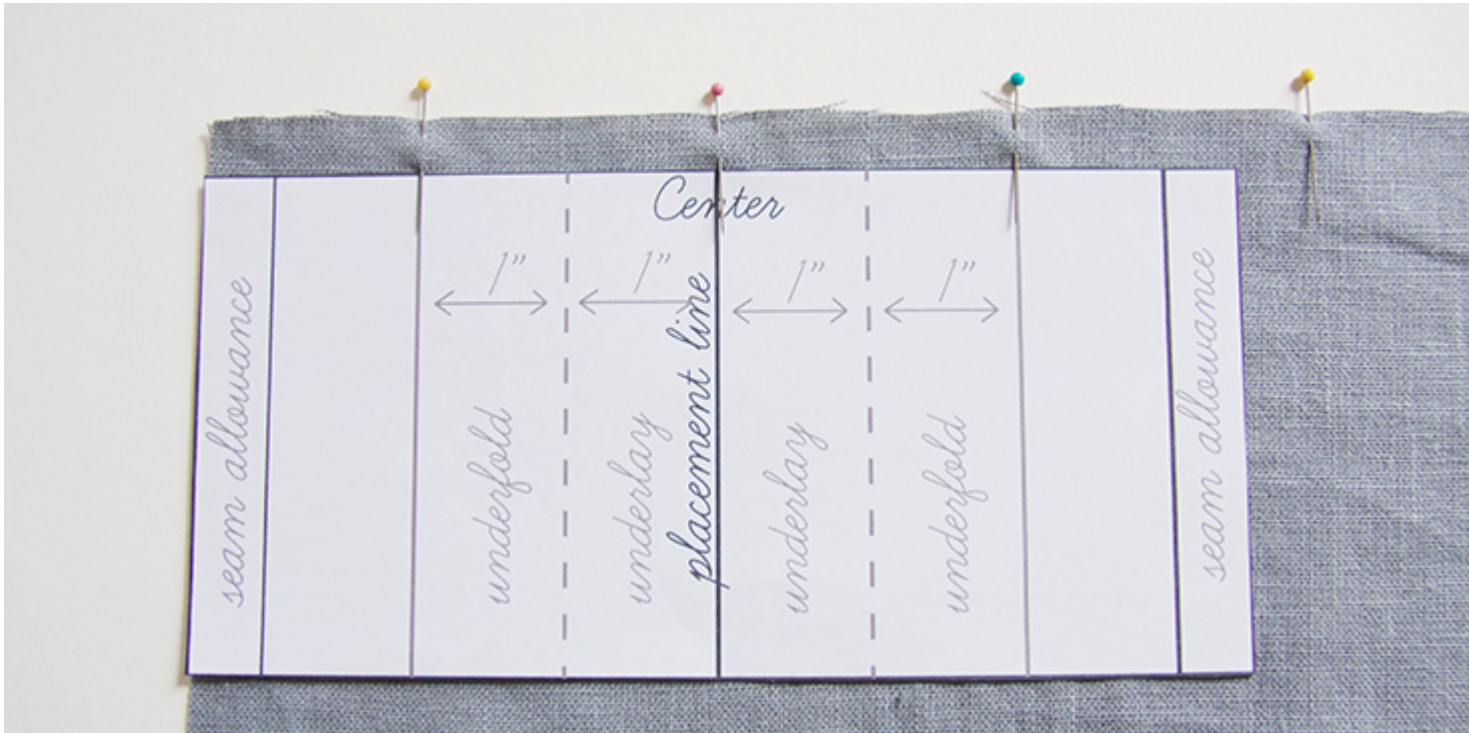 Center
1"
1"
1"
1"
seam allowance
underfold
underlay
placement line
underlay
underfold
seam allowance